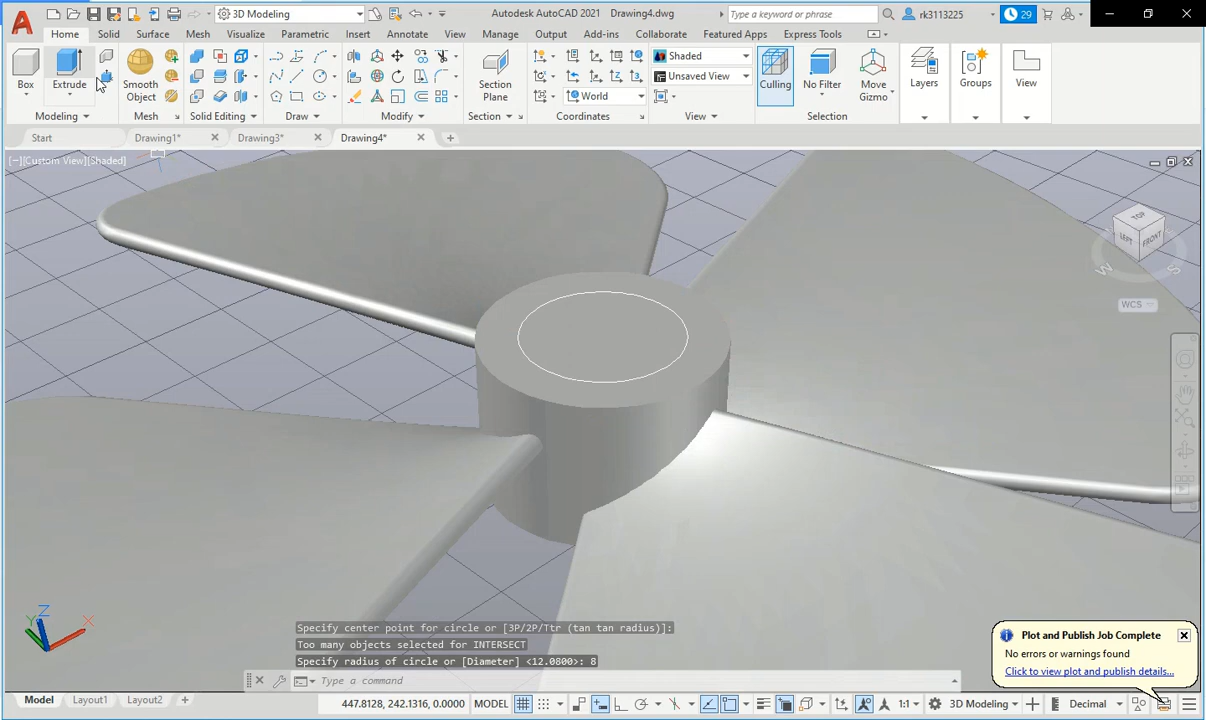 3D Modeling
Autodesk AutoCAD 2021 Drawing4.dwg
Type a keyword or phrase
rk3113225
29
Home Solid Surface Mesh Visualize Parametric Insert Annotate View Manage Output Add-ins Collaborate Featured Apps Express Tools
Box
Extrude
Smooth Object
Section Plane
Shaded
Unsaved View
World
Culling
No Filter
Move Gizmo
Layers
Groups
View
Modeling Mesh Solid Editing Draw Modify Section Coordinates View Selection
Start Drawing1* Drawing3* Drawing4*
[−][Custom View][Shaded]
TOP
LEFT
FRONT
W
S
WCS
Z
Y
X
Specify center point for circle or [3P/2P/Ttr (tan tan radius)]:
Too many objects selected for INTERSECT
Specify radius of circle or [Diameter] <12.0800>: 8
Type a command
Plot and Publish Job Complete
No errors or warnings found
Click to view plot and publish details...
Model Layout1 Layout2
447.8128, 242.1316, 0.0000 MODEL
1:1
3D Modeling
Decimal